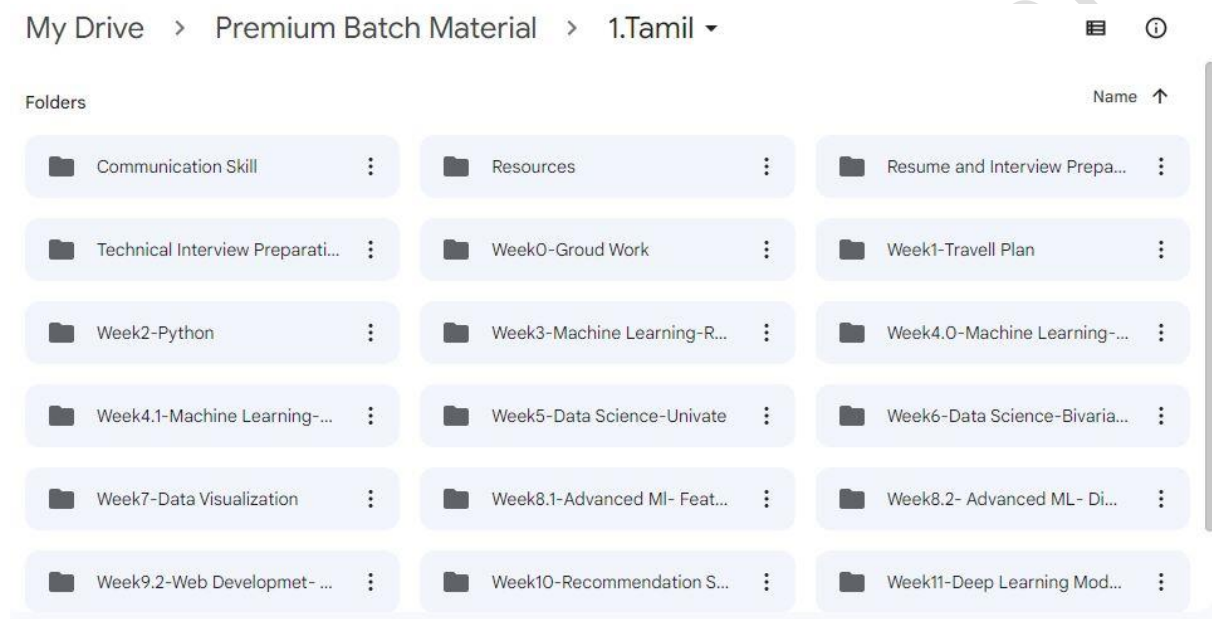 My Drive > Premium Batch Material > 1.Tamil
Folders
Name
Communication Skill
Resources
Resume and Interview Prepa...
Technical Interview Preparati...
Week0-Groud Work
Week1-Travell Plan
Week2-Python
Week3-Machine Learning-R...
Week4.0-Machine Learning-...
Week4.1-Machine Learning-...
Week5-Data Science-Univate
Week6-Data Science-Bivaria...
Week7-Data Visualization
Week8.1-Advanced Ml- Feat...
Week8.2- Advanced ML- Di...
Week9.2-Web Developmet- ...
Week10-Recommendation S...
Week11-Deep Learning Mod...